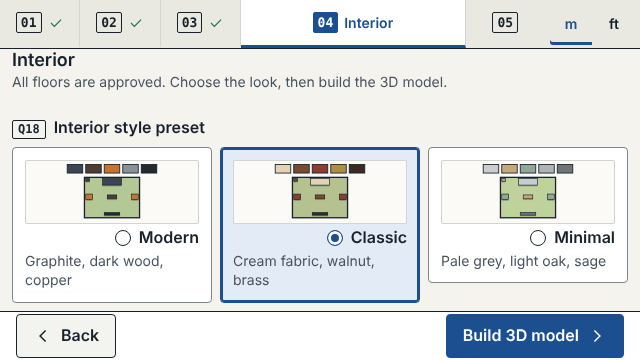 01 02 03 04 Interior 05 m ft
Interior
All floors are approved. Choose the look, then build the 3D model.
Q18 Interior style preset
Modern
Graphite, dark wood,
copper
Classic
Cream fabric, walnut,
brass
Minimal
Pale grey, light oak, sage
Back Build 3D model